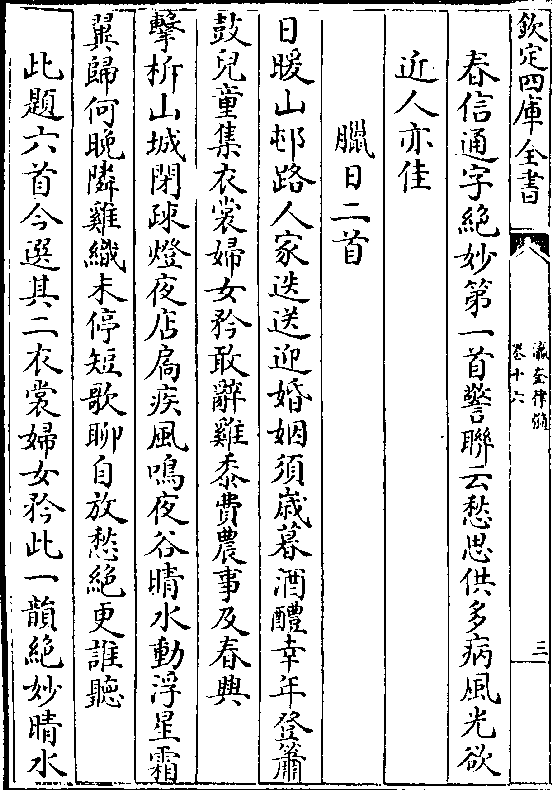 欽定四庫全書
瀛奎律髓
卷十六
三
春信通字絶妙第一首警聯云愁思供多病風光欲
近人亦佳
臘日二首
日暖山邨路人家迭送迎婚姻須歳暮酒醴幸年登簫
鼓兒童集衣裳婦女矜敢辭雞黍費農事及春興
擊柝山城閉疎燈夜店扃疾風鳴夜谷晴水動浮星霜
翼歸何晚隣雞織未停短歌聊自放愁絶更誰聽
此題六首今選其二衣裳婦女矜此一韻絶妙晴水